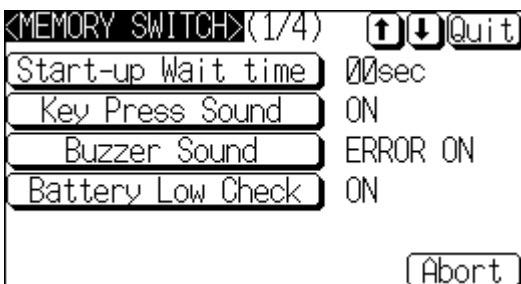 <MEMORY SWITCH>(1/4) ↑ ↓ Quit
Start-up Wait time 00sec
Key Press Sound ON
Buzzer Sound ERROR ON
Battery Low Check ON
Abort